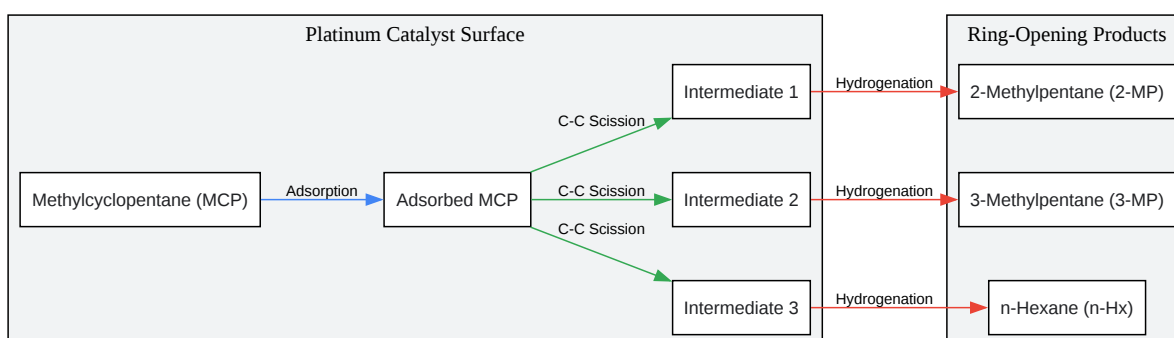 Platinum Catalyst Surface
Ring-Opening Products
Intermediate 1
Hydrogenation
2-Methylpentane (2-MP)
C-C Scission
Methylcyclopentane (MCP)
Adsorption
Adsorbed MCP
C-C Scission
Intermediate 2
Hydrogenation
3-Methylpentane (3-MP)
C-C Scission
Intermediate 3
Hydrogenation
n-Hexane (n-Hx)